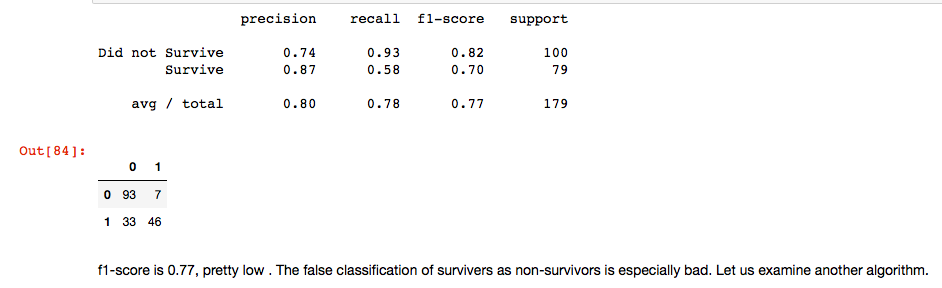 precision recall f1-score support
Did not Survive 0.74 0.93 0.82 100
Survive 0.87 0.58 0.70 79
avg / total 0.80 0.78 0.77 179
Out[84]:
0 1
0 93 7
1 33 46
f1-score is 0.77, pretty low . The false classification of survivers as non-survivors is especially bad. Let us examine another algorithm.